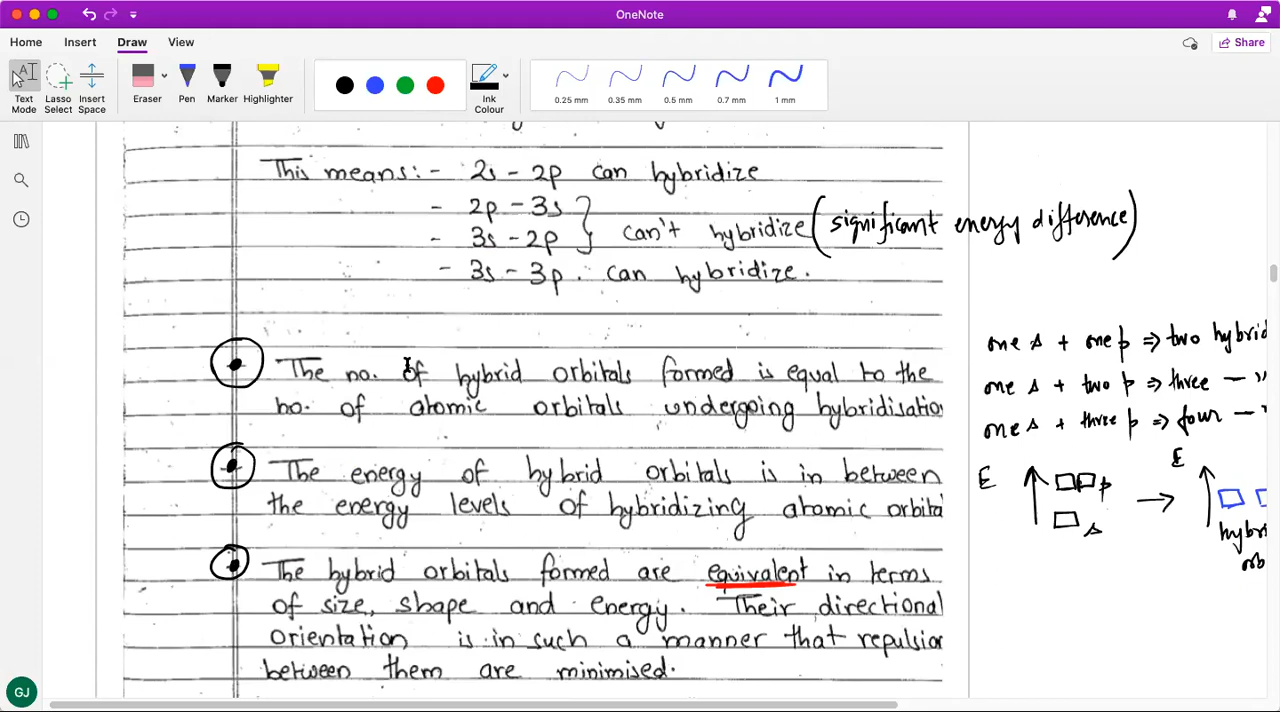 OneNote
Home Insert Draw View
Share
Text Mode
Lasso Select
Insert Space
Eraser
Pen
Marker
Highlighter
Ink Colour
0.25 mm
0.35 mm
0.5 mm
0.7 mm
1 mm
This means:- 2s - 2p can hybridize
- 2p - 3s
- 3s - 2p } can't hybridize (significant energy difference)
- 3s - 3p. can hybridize.
The no. of hybrid orbitals formed is equal to the
no. of atomic orbitals undergoing hybridisation
The energy of hybrid orbitals is in between
the energy levels of hybridizing atomic orbita
The hybrid orbitals formed are equivalent in terms
of size, shape and energy. Their directional
orientation is in such a manner that repulsion
between them are minimised.
one s + one p ⇒ two hybrid
one s + two p ⇒ three — "
one s + three p ⇒ four — "
E
p
s
→
E
hybri
orb
GJ